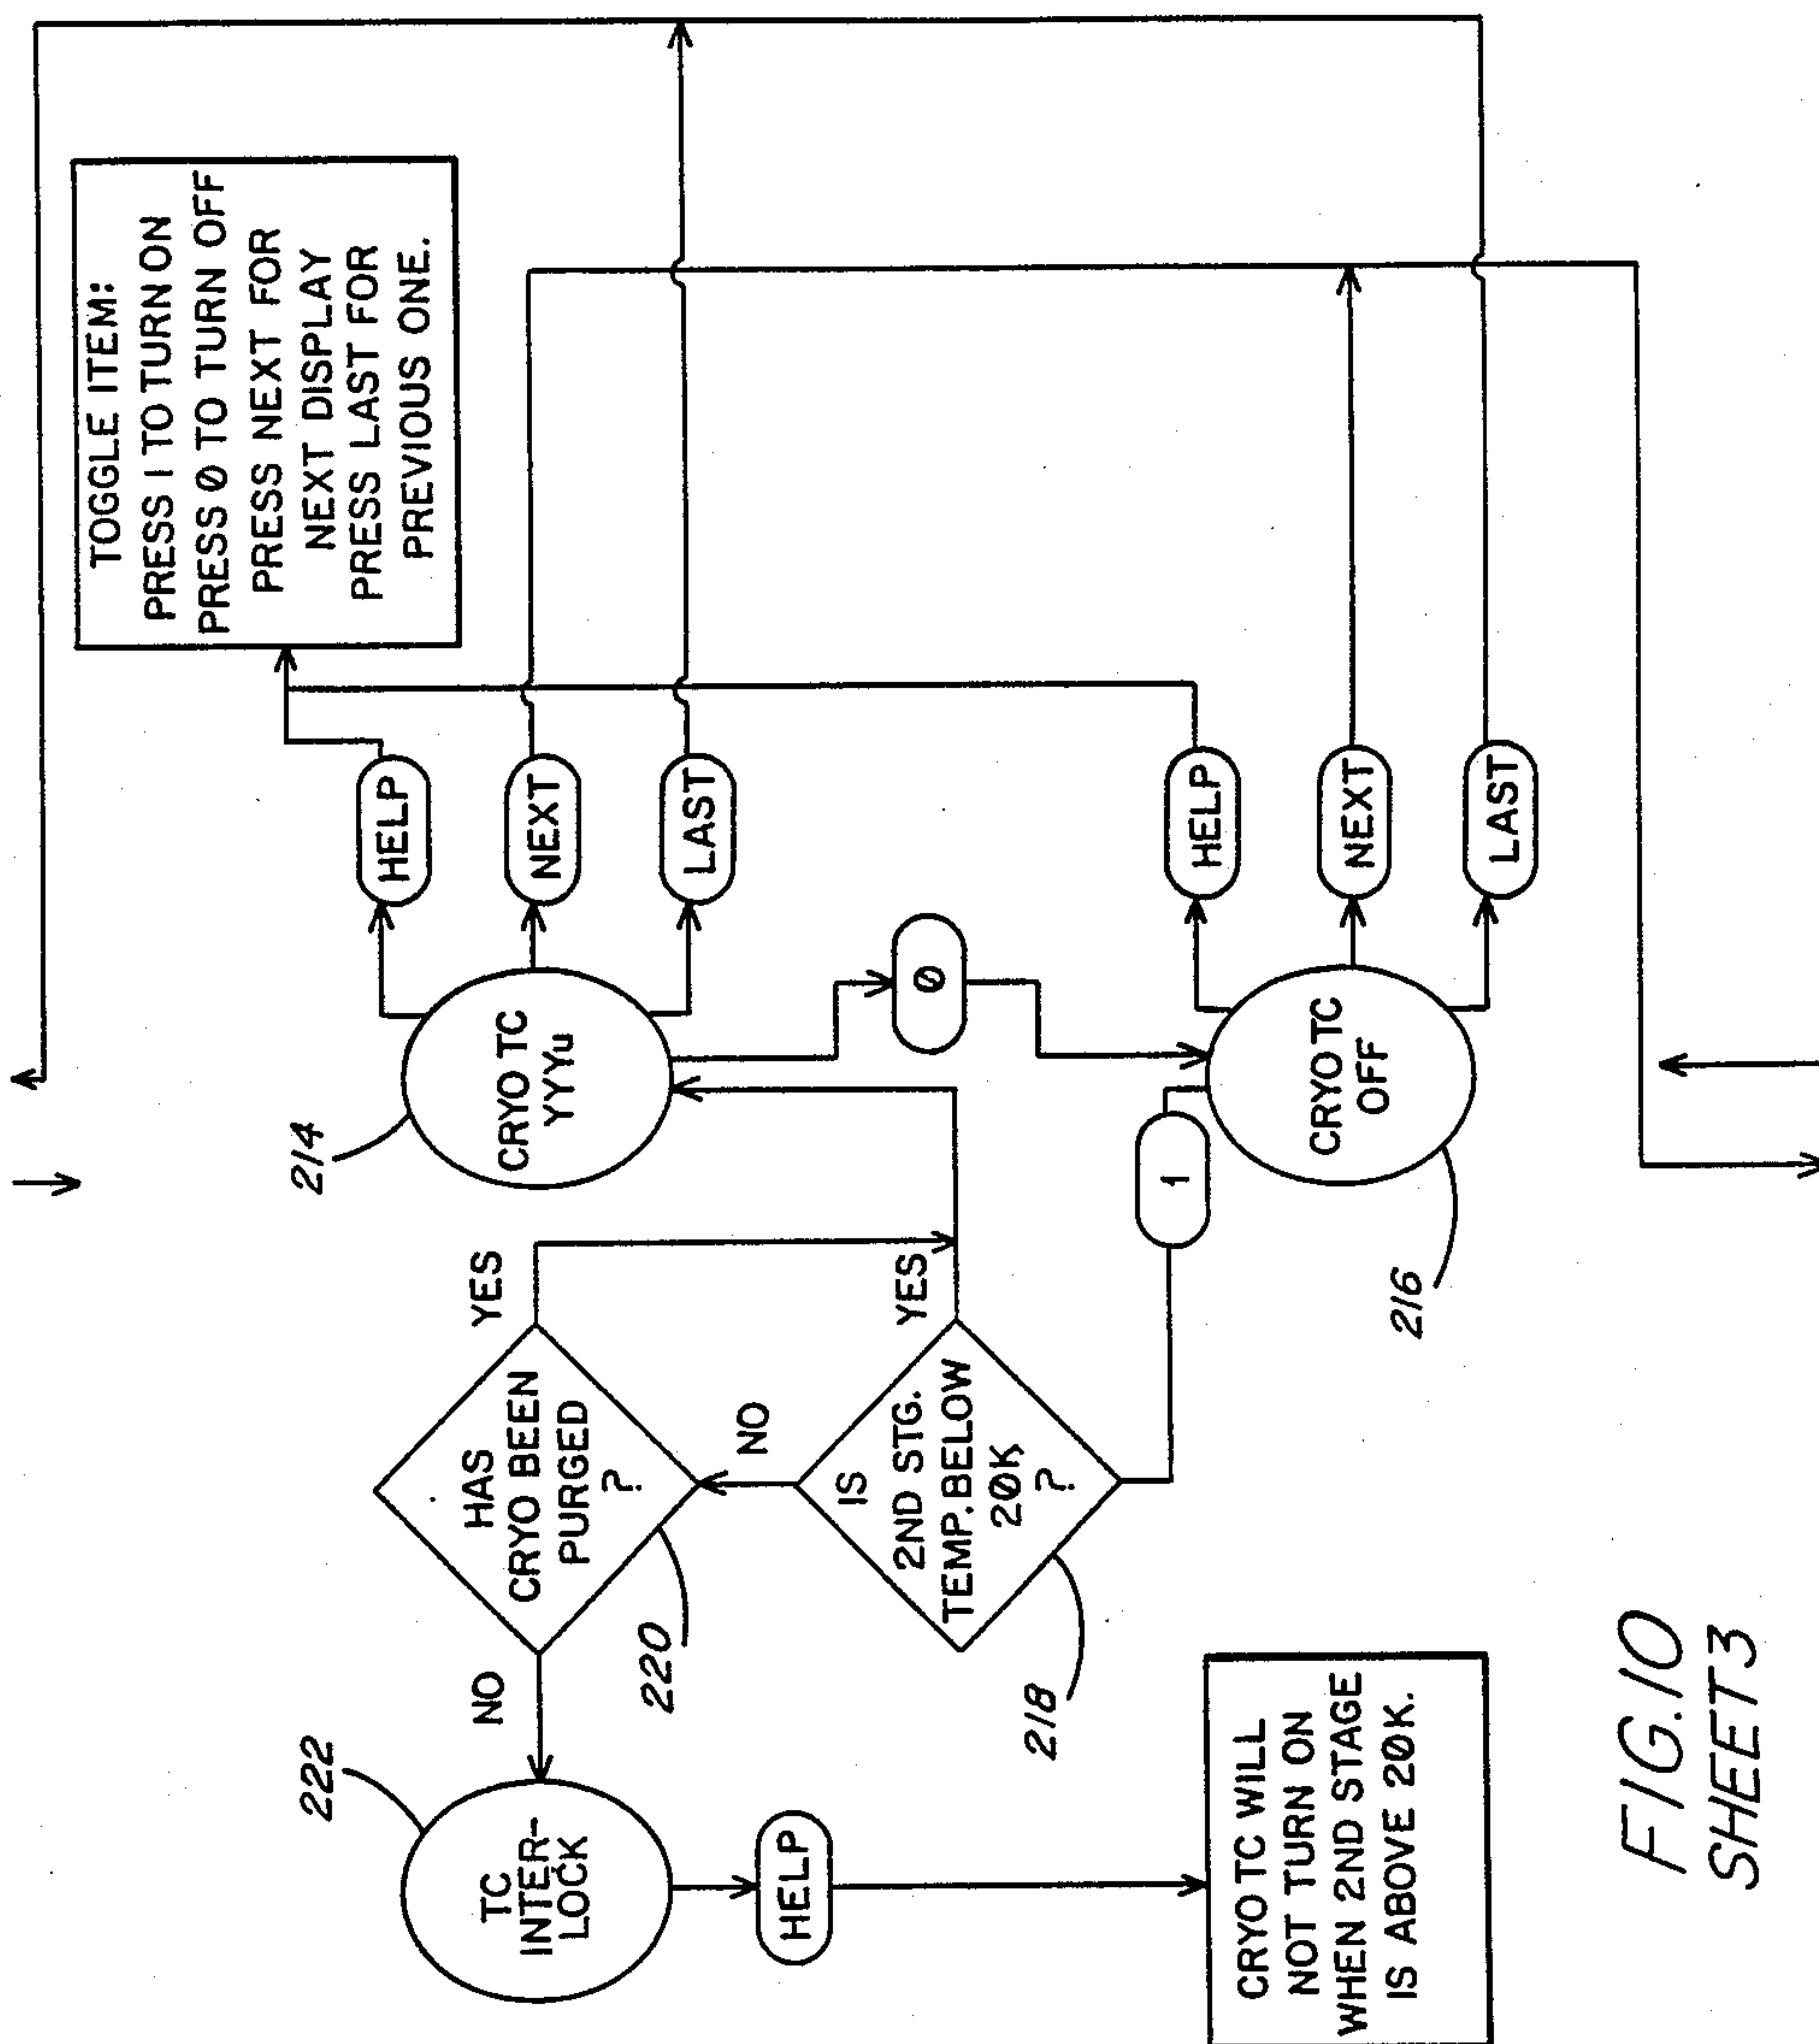 TOGGLE ITEM:
PRESS 1 TO TURN ON
PRESS 0 TO TURN OFF
PRESS NEXT FOR
NEXT DISPLAY
PRESS LAST FOR
PREVIOUS ONE.
HELP
NEXT
LAST
HELP
NEXT
LAST
214
CRYO TC
YYYu
0
216
CRYO TC
OFF
1
YES
YES
220
HAS
CRYO BEEN
PURGED
?
NO
218
IS
2ND STG.
TEMP. BELOW
20K
?
NO
222
TC
INTER-
LOCK
HELP
CRYO TC WILL
NOT TURN ON
WHEN 2ND STAGE
IS ABOVE 20K.
FIG. 10
SHEET 3